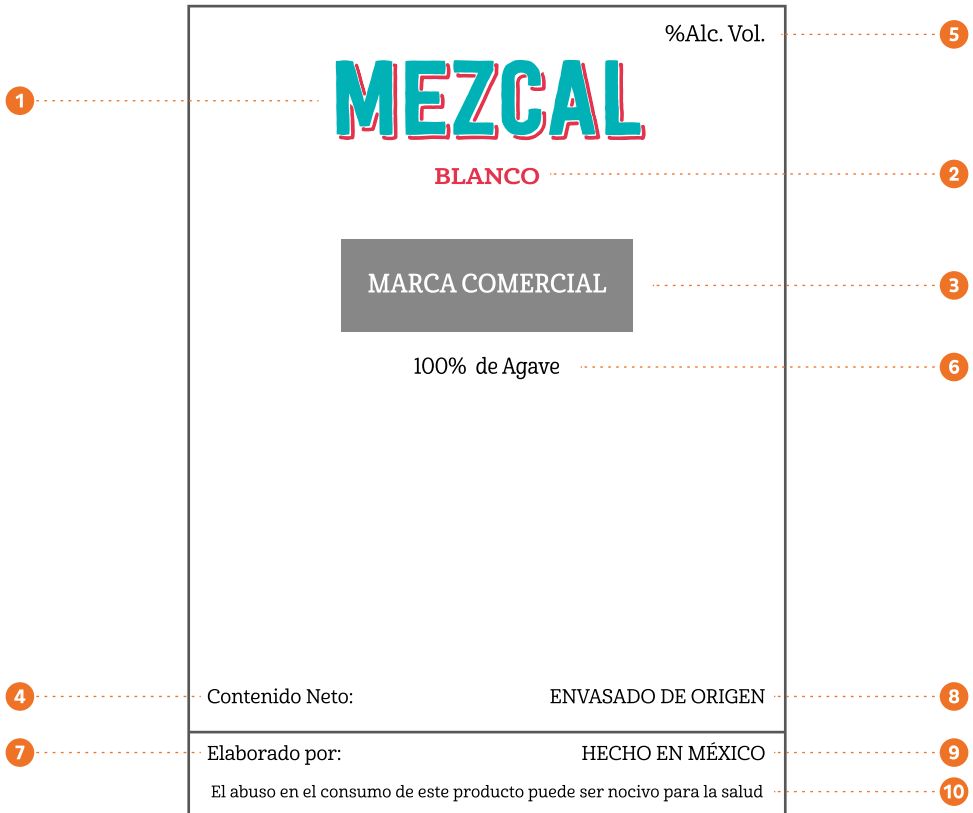 %Alc. Vol. 5
1 MEZCAL
BLANCO 2
MARCA COMERCIAL 3
100% de Agave 6
4 Contenido Neto: ENVASADO DE ORIGEN 8
7 Elaborado por: HECHO EN MÉXICO 9
El abuso en el consumo de este producto puede ser nocivo para la salud 10